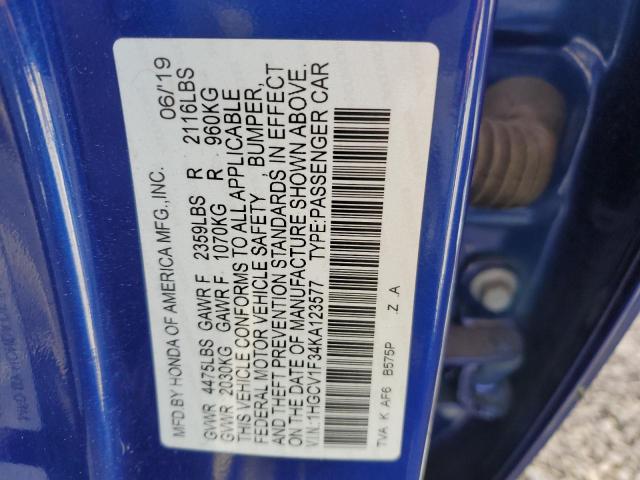 MFD.BY HONDA OF AMERICA MFG.,INC. 06/'19
GVWR 4475LBS GAWR F 2359LBS R 2116LBS
GVWR 2030KG GAWR F 1070KG R 960KG
THIS VEHICLE CONFORMS TO ALL APPLICABLE
FEDERAL MOTOR VEHICLE SAFETY, BUMPER,
AND THEFT PREVENTION STANDARDS IN EFFECT
ON THE DATE OF MANUFACTURE SHOWN ABOVE.
V.I.N.:1HGCV1F34KA123577 TYPE:PASSENGER CAR
TVA K AF6 B575P .Z .A